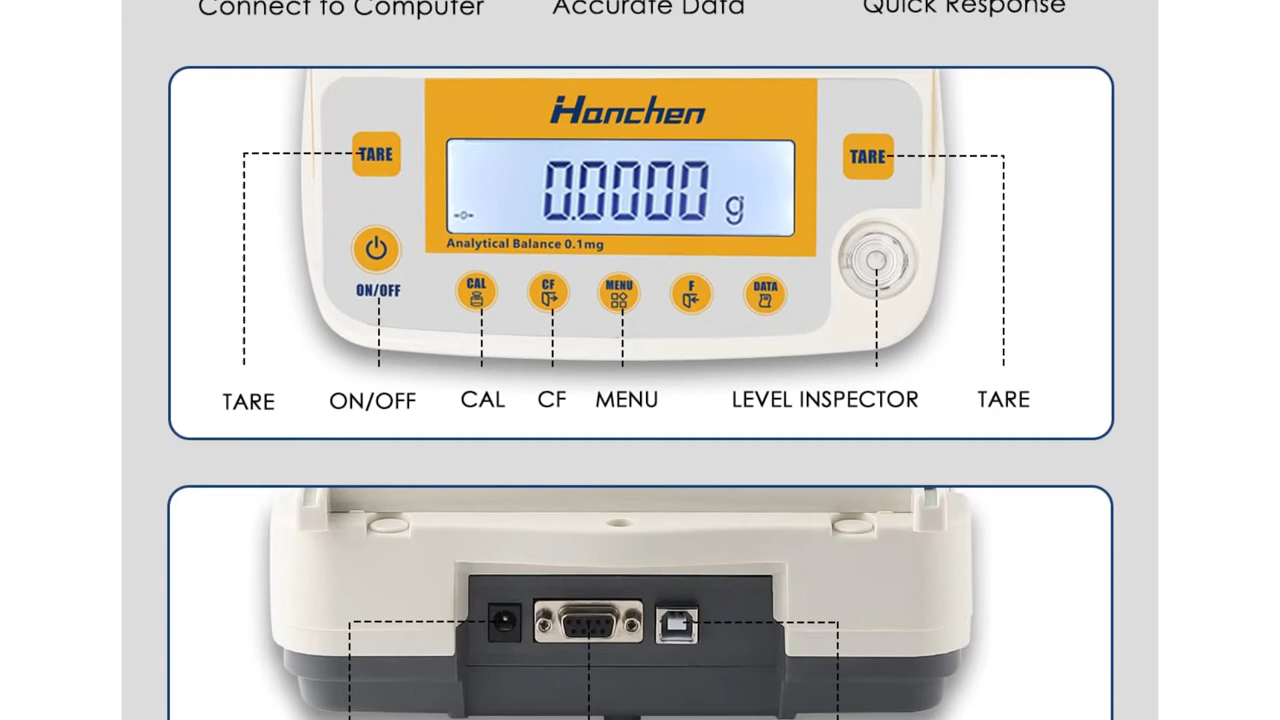 Connect to Computer Accurate Data Quick Response
Hanchen
TARE TARE
0.0000 g
-0-
Analytical Balance 0.1mg
ON/OFF CAL CF MENU F DATA
TARE ON/OFF CAL CF MENU LEVEL INSPECTOR TARE